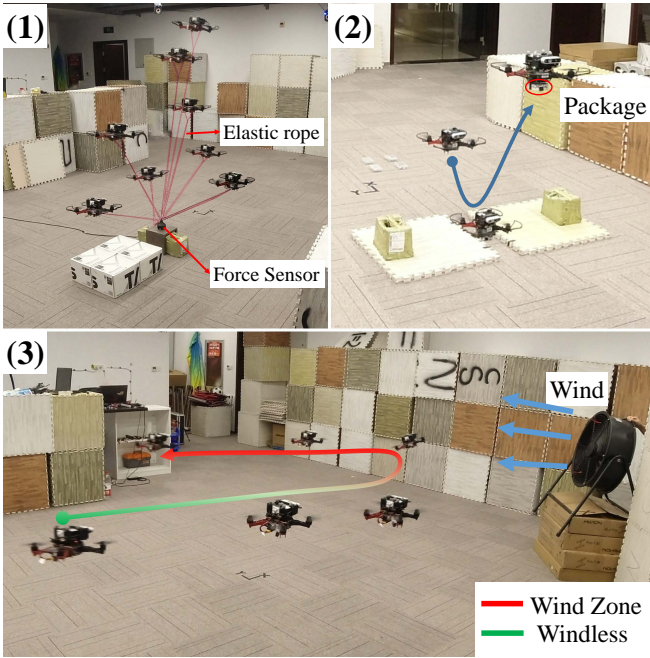 (1)
Elastic rope
Force Sensor
(2)
Package
(3)
Wind
Wind Zone
Windless